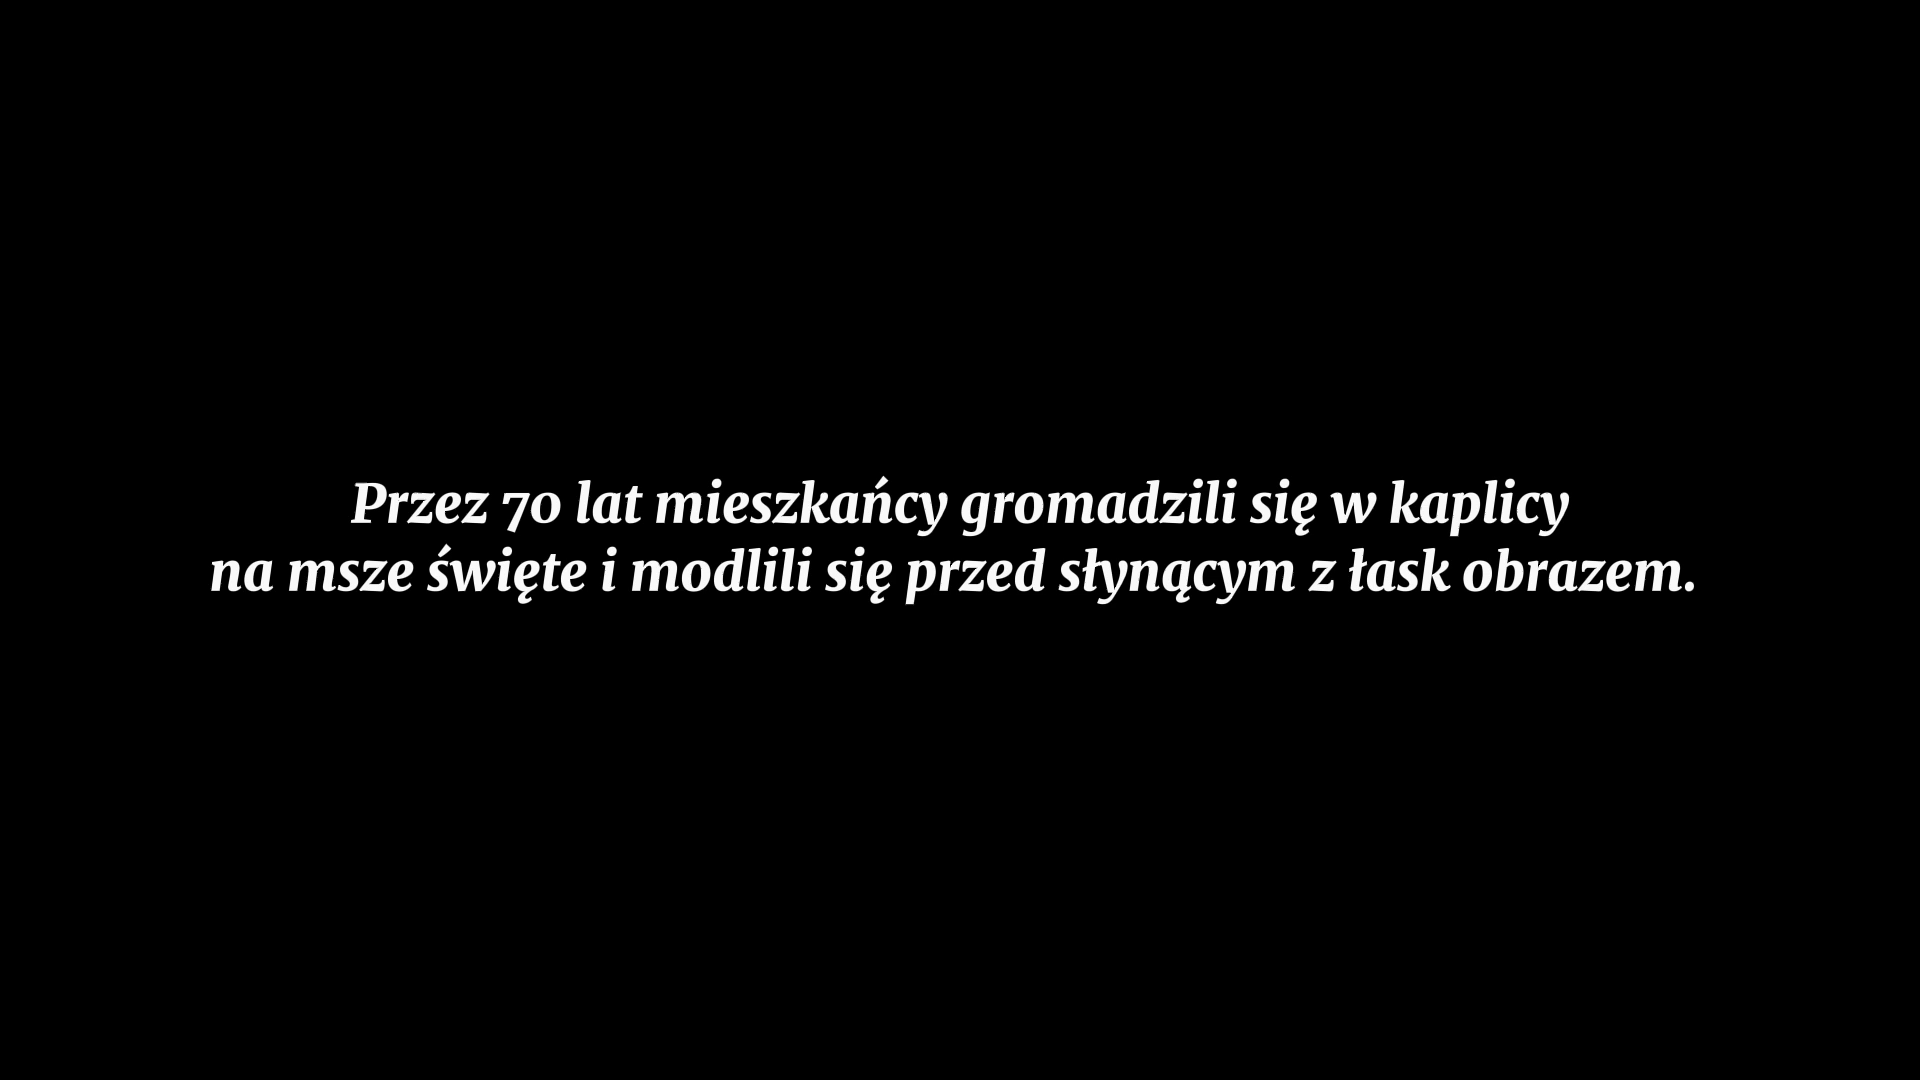 Przez 70 lat mieszkańcy gromadzili się w kaplicy
na msze święte i modlili się przed słynącym z łask obrazem.